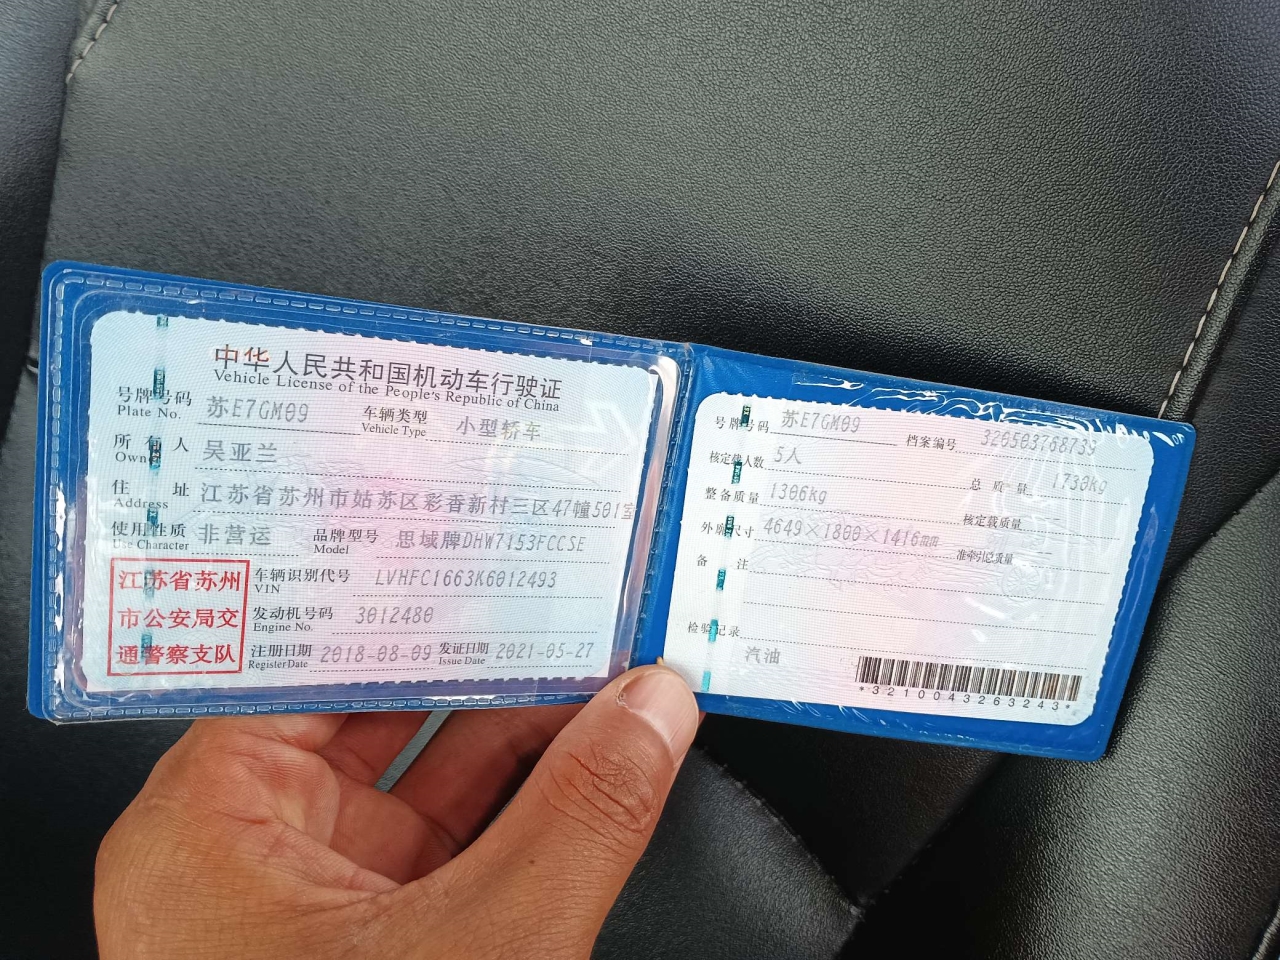 中华人民共和国机动车行驶证
Vehicle License of the People's Republic of China
号牌号码 苏E7GM09 车辆类型 小型轿车
Plate No. Vehicle Type
所有人 吴亚兰
Owner
住址 江苏省苏州市姑苏区彩香新村三区47幢501室
Address
使用性质 非营运 品牌型号 思域牌DHW7153FCCSE
Use Character Model
江苏省苏州
市公安局交
通警察支队
车辆识别代号 LVHFC1663K6012493
VIN
发动机号码 3012480
Engine No.
注册日期 2018-08-09 发证日期 2021-05-27
Register Date Issue Date
号牌号码 苏E7GM09 档案编号 320503768739
核定载人数 5人 总质量 1730kg
整备质量 1306kg 核定载质量 --
外廓尺寸 4649×1800×1416mm 准牵引总质量 --
备注
检验记录
汽油
*3210043263243*